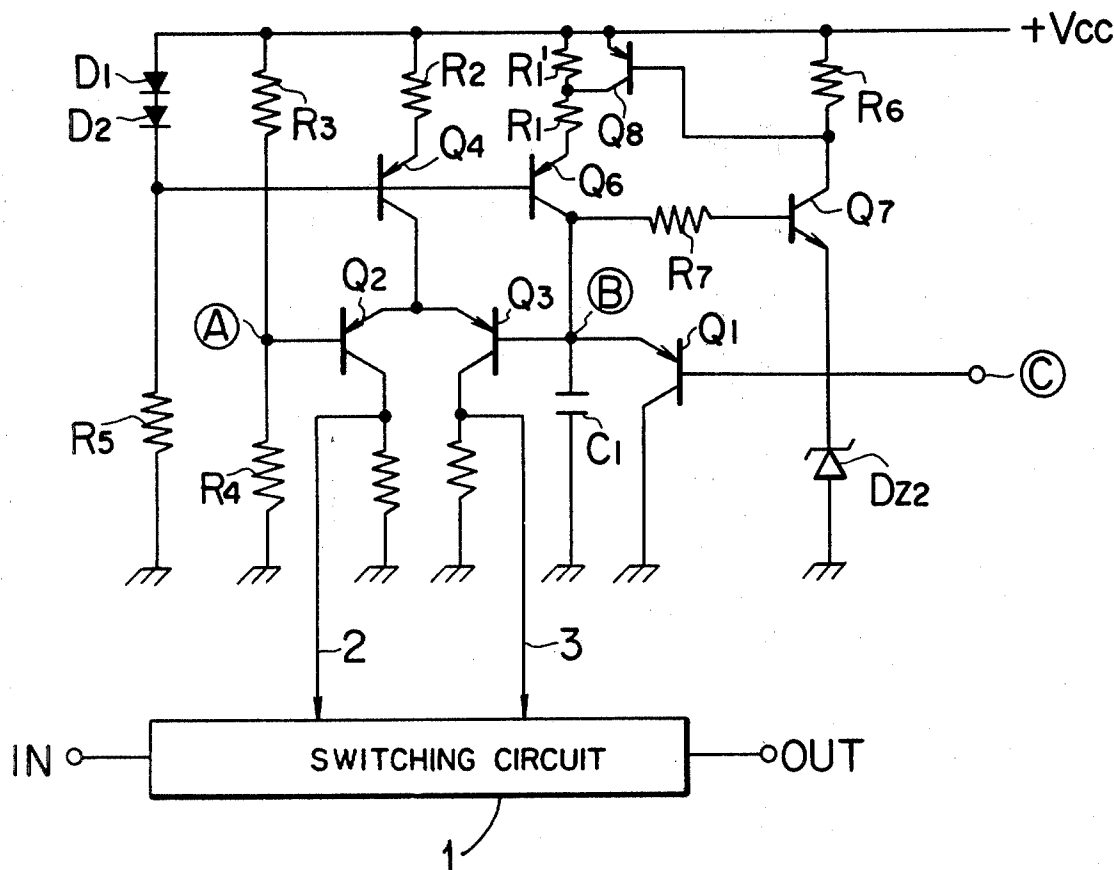 +Vcc
D1
D2
R3
R2
R1'
R1
Q8
R6
Q4
Q6
Q7
R7
Q2
Q3
B
A
Q1
C
R5
R4
C1
DZ2
2
3
IN
SWITCHING CIRCUIT
OUT
1